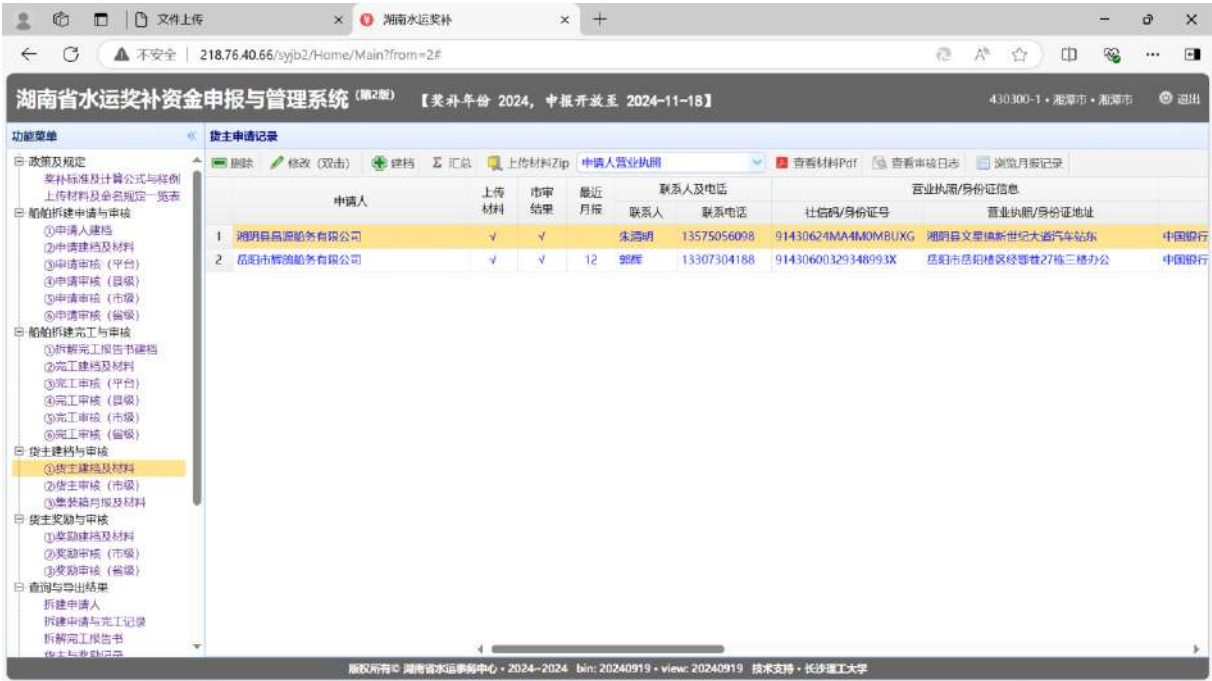 文件上传
湖南水运奖补
不安全 218.76.40.66/syjb2/Home/Main?from=2#
湖南省水运奖补资金申报与管理系统(第2版) 【奖补年份 2024，申报开放至 2024-11-18】 430300-1·湘潭市·湘潭市 退出
功能菜单
货主申请记录
删除 修改（双击） 建档 Σ 汇总 上传材料Zip 申请人营业执照 查看材料Pdf 查看审核日志 浏览月报记录
申请人 上传材料 市审结果 最近月报 联系人及电话 营业执照/身份证信息
联系人 联系电话 社信码/身份证号 营业执照/身份证地址
1 湘阴县昌源船务有限公司 √ √ 朱清明 13575056098 91430624MA4M0MBUXG 湘阴县文星镇新世纪大道汽车站东 中国银行
2 岳阳市辉鸽船务有限公司 √ √ 12 郭辉 13307304188 91430600329348993X 岳阳市岳阳楼区经鄂巷27栋三楼办公 中国银行
政策及规定
奖补标准及计算公式与样例
上传材料及命名规定一览表
船舶拆建申请与审核
①申请人建档
②申请建档及材料
③申请审核（平台）
④申请审核（县级）
⑤申请审核（市级）
⑥申请审核（省级）
船舶拆建完工与审核
①拆解完工报告书建档
②完工建档及材料
③完工审核（平台）
④完工审核（县级）
⑤完工审核（市级）
⑥完工审核（省级）
货主建档与审核
①货主建档及材料
②货主审核（市级）
③集装箱月报及材料
货主奖励与审核
①奖励建档及材料
②奖励审核（市级）
③奖励审核（省级）
查询与导出结果
拆建申请人
拆建申请与完工记录
拆解完工报告书
货主与奖励记录
版权所有© 湖南省水运事务中心·2024-2024 bin: 20240919·view: 20240919 技术支持·长沙理工大学